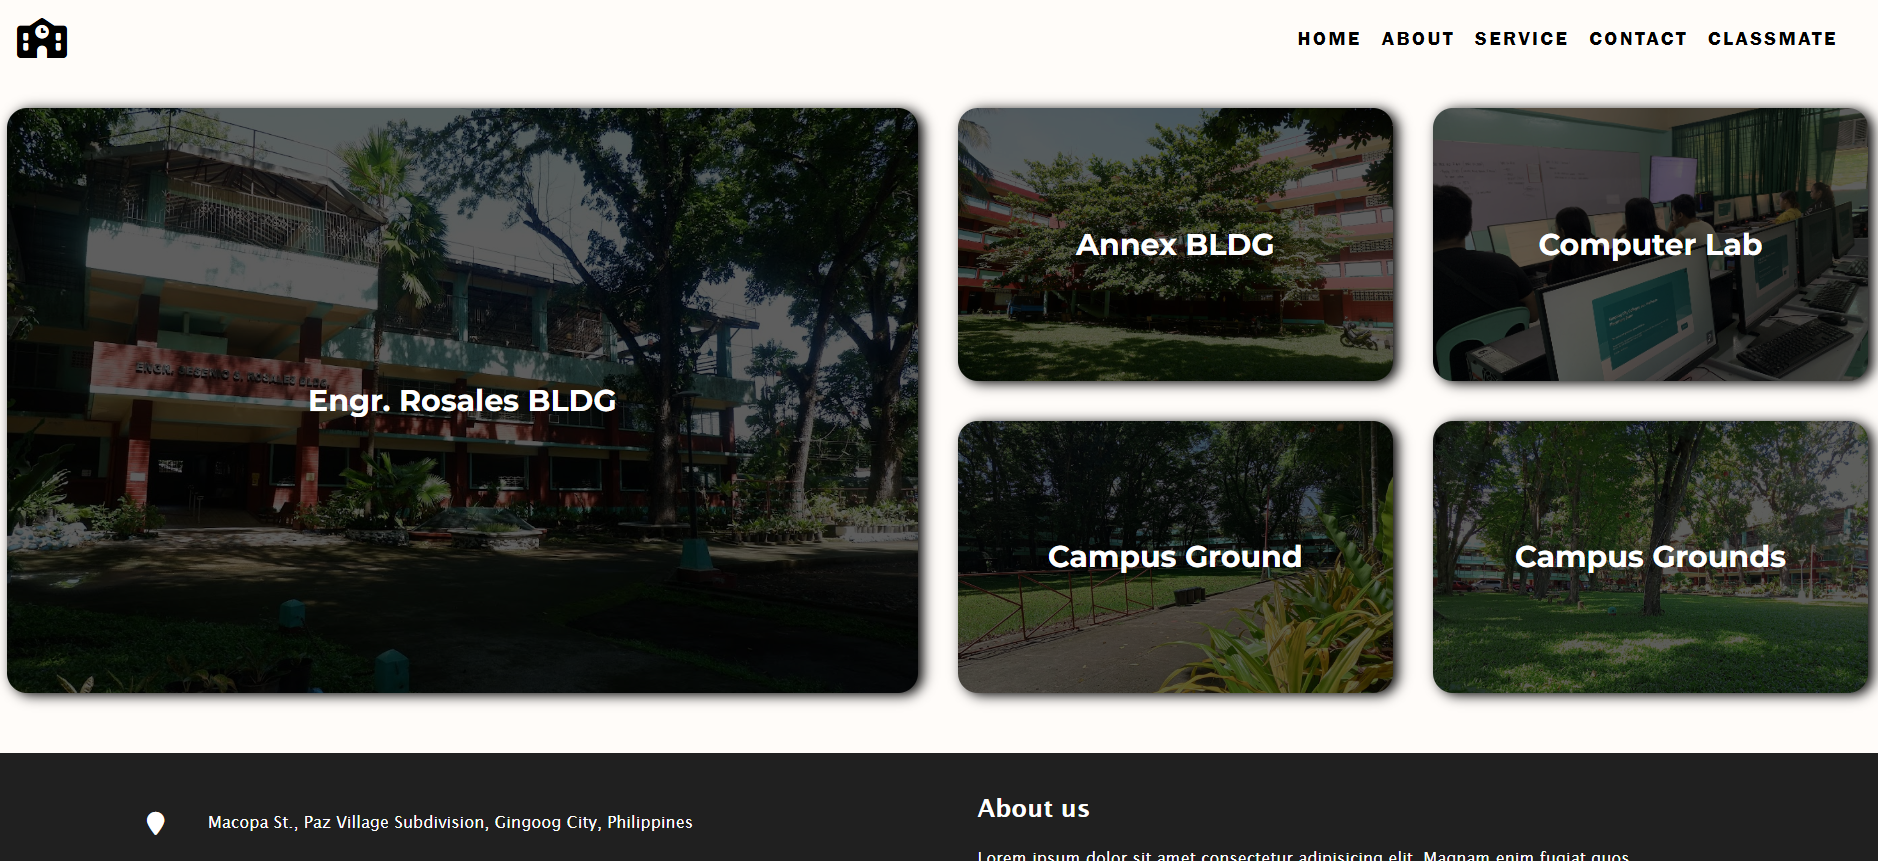 HOME ABOUT SERVICE CONTACT CLASSMATE
ENGR. ROSALES BLDG.
Engr. Rosales BLDG
Annex BLDG
Computer Lab
Campus Ground
Campus Grounds
Macopa St., Paz Village Subdivision, Gingoog City, Philippines
About us
Lorem ipsum dolor sit amet consectetur adipisicing elit. Magnam enim fugiat quos